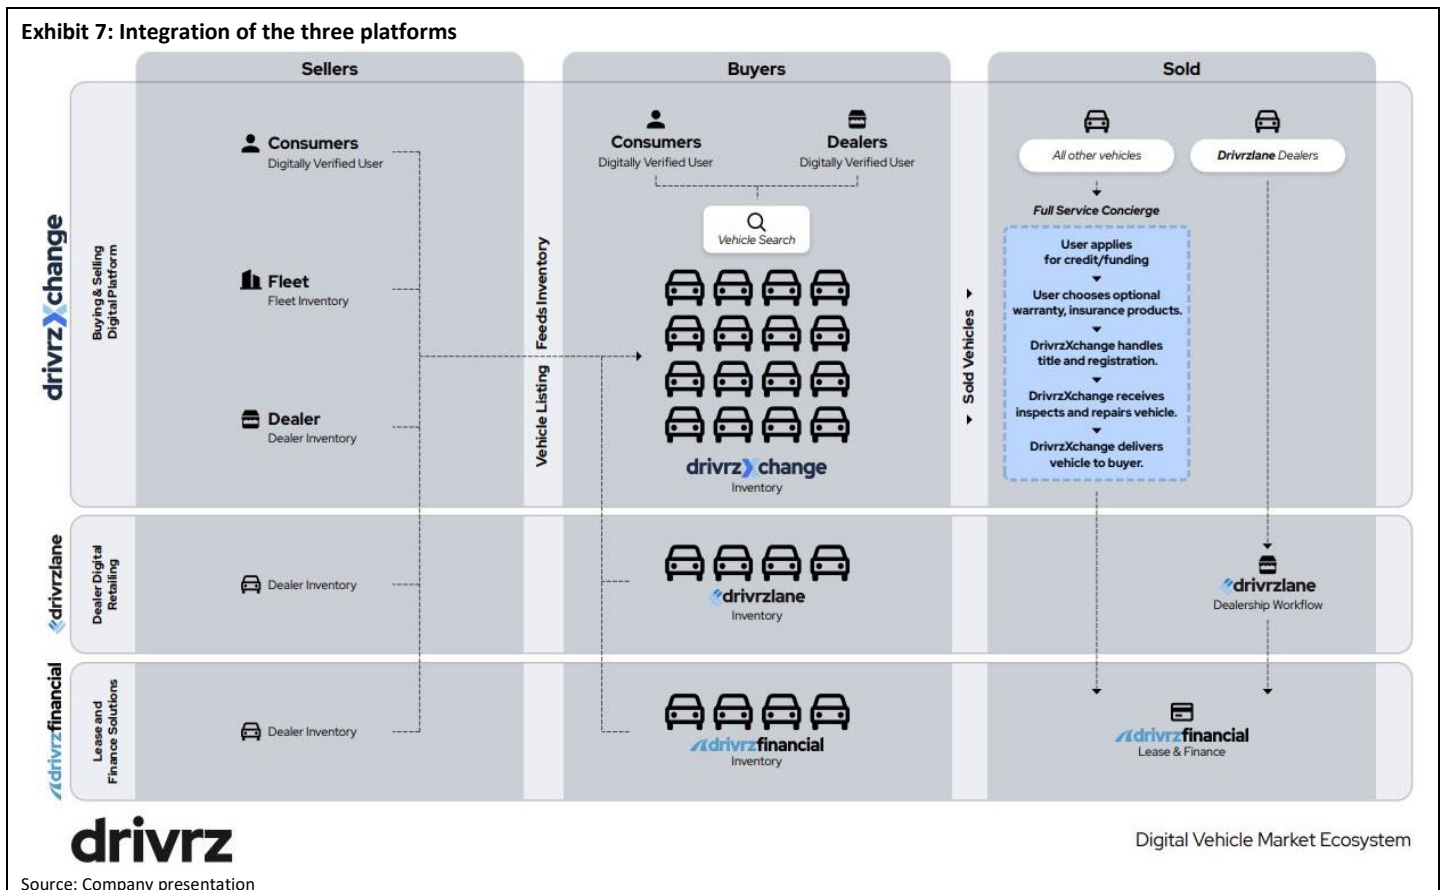 Exhibit 7: Integration of the three platforms
Sellers
Buyers
Sold
drivrzXchange
Buying & Selling
Digital Platform
Consumers
Digitally Verified User
Fleet
Fleet Inventory
Dealer
Dealer Inventory
Vehicle Listing Feeds Inventory
Consumers
Digitally Verified User
Dealers
Digitally Verified User
Vehicle Search
drivrzXchange
Inventory
Sold Vehicles
All other vehicles
Drivrzlane Dealers
Full Service Concierge
User applies
for credit/funding
User chooses optional
warranty, insurance products.
DrivrzXchange handles
title and registration.
DrivrzXchange receives
inspects and repairs vehicle.
DrivrzXchange delivers
vehicle to buyer.
drivrzlane
Dealer Digital
Retailing
Dealer Inventory
drivrzlane
Inventory
drivrzlane
Dealership Workflow
drivrzfinancial
Lease and
Finance Solutions
Dealer Inventory
drivrzfinancial
Inventory
drivrzfinancial
Lease & Finance
drivrz
Digital Vehicle Market Ecosystem
Source: Company presentation